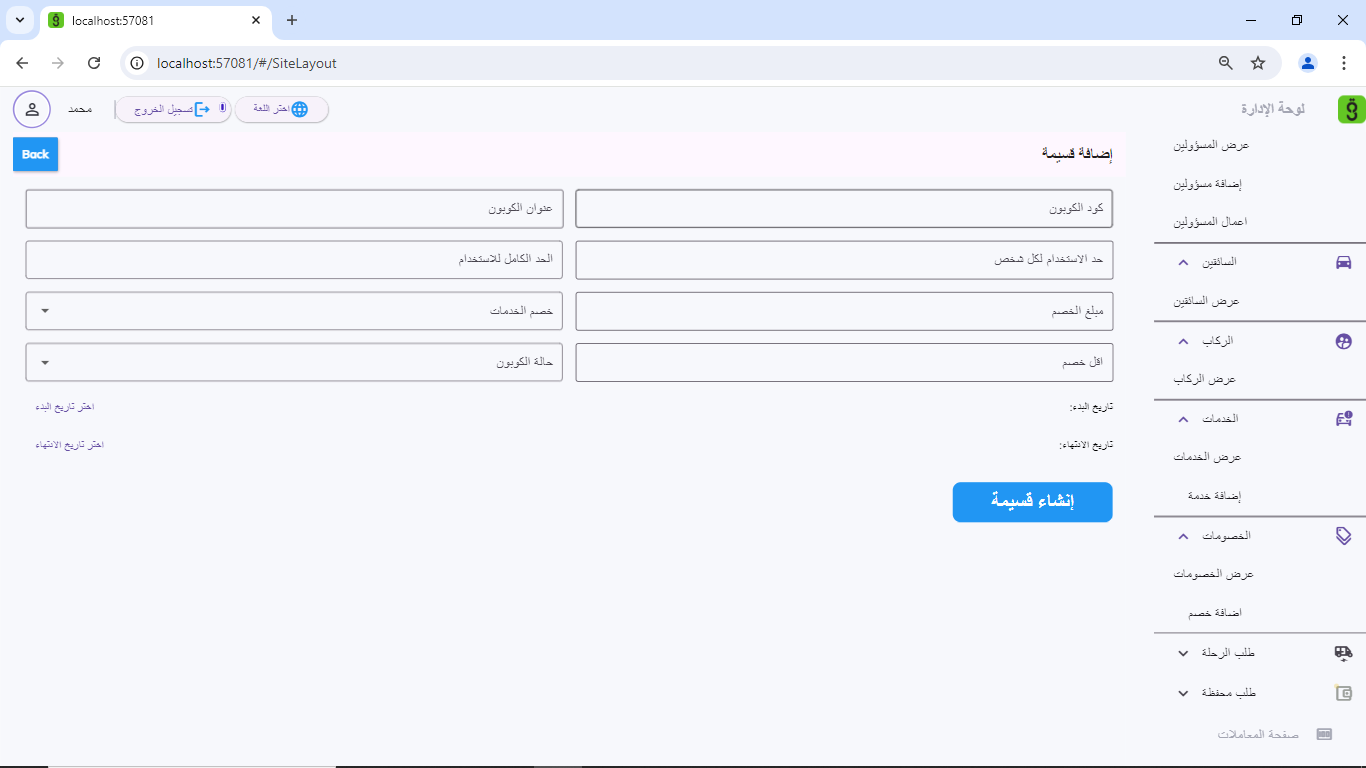 localhost:57081
localhost:57081/#/SiteLayout
لوحة الإدارة
اختر اللغة
تسجيل الخروج
محمد
عرض المسؤولين
إضافة مسؤولين
اعمال المسؤولين
السائقين
عرض السائقين
الركاب
عرض الركاب
الخدمات
عرض الخدمات
إضافة خدمة
الخصومات
عرض الخصومات
اضافة خصم
طلب الرحلة
طلب محفظة
صفحة المعاملات
إضافة قسيمة
Back
كود الكوبون
عنوان الكوبون
حد الاستخدام لكل شخص
الحد الكامل للاستخدام
مبلغ الخصم
خصم الخدمات
اقل خصم
حالة الكوبون
تاريخ البدء:
اختر تاريخ البدء
تاريخ الانتهاء:
اختر تاريخ الانتهاء
إنشاء قسيمة